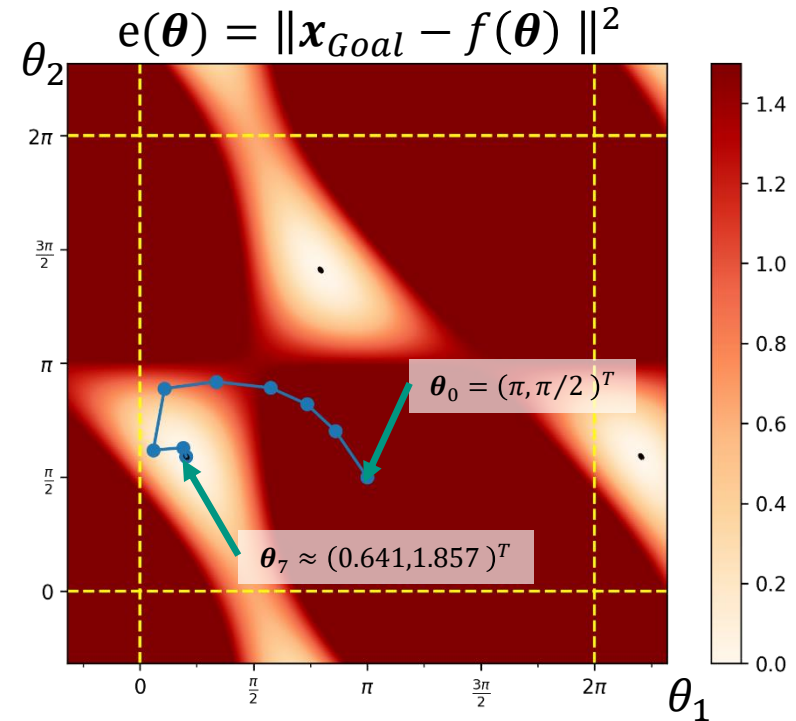 e(𝜽) = ‖𝒙_Goal − f(𝜽) ‖²
θ₂
2π
3π/2
π
π/2
0
0
π/2
π
3π/2
2π
θ₁
𝜽₀ = (π, π/2 )ᵀ
𝜽₇ ≈ (0.641,1.857 )ᵀ
1.4
1.2
1.0
0.8
0.6
0.4
0.2
0.0